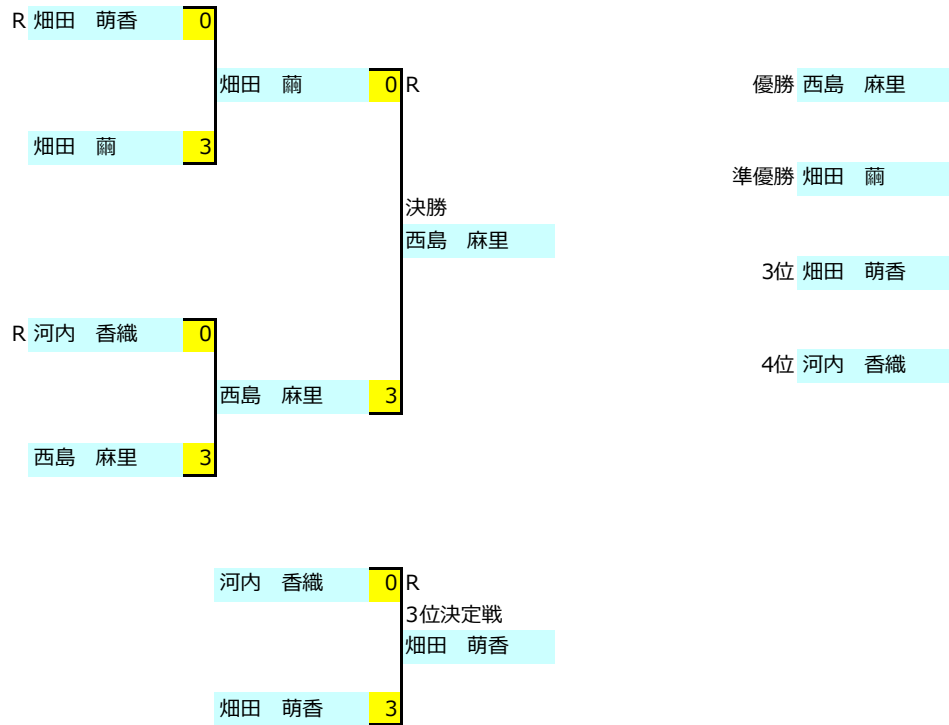 R 畑田　萌香 0
畑田　繭 0 R 優勝 西島　麻里
畑田　繭 3
準優勝 畑田　繭
決勝
西島　麻里
3位 畑田　萌香
R 河内　香織 0
4位 河内　香織
西島　麻里 3
西島　麻里 3
河内　香織 0 R
3位決定戦
畑田　萌香
畑田　萌香 3